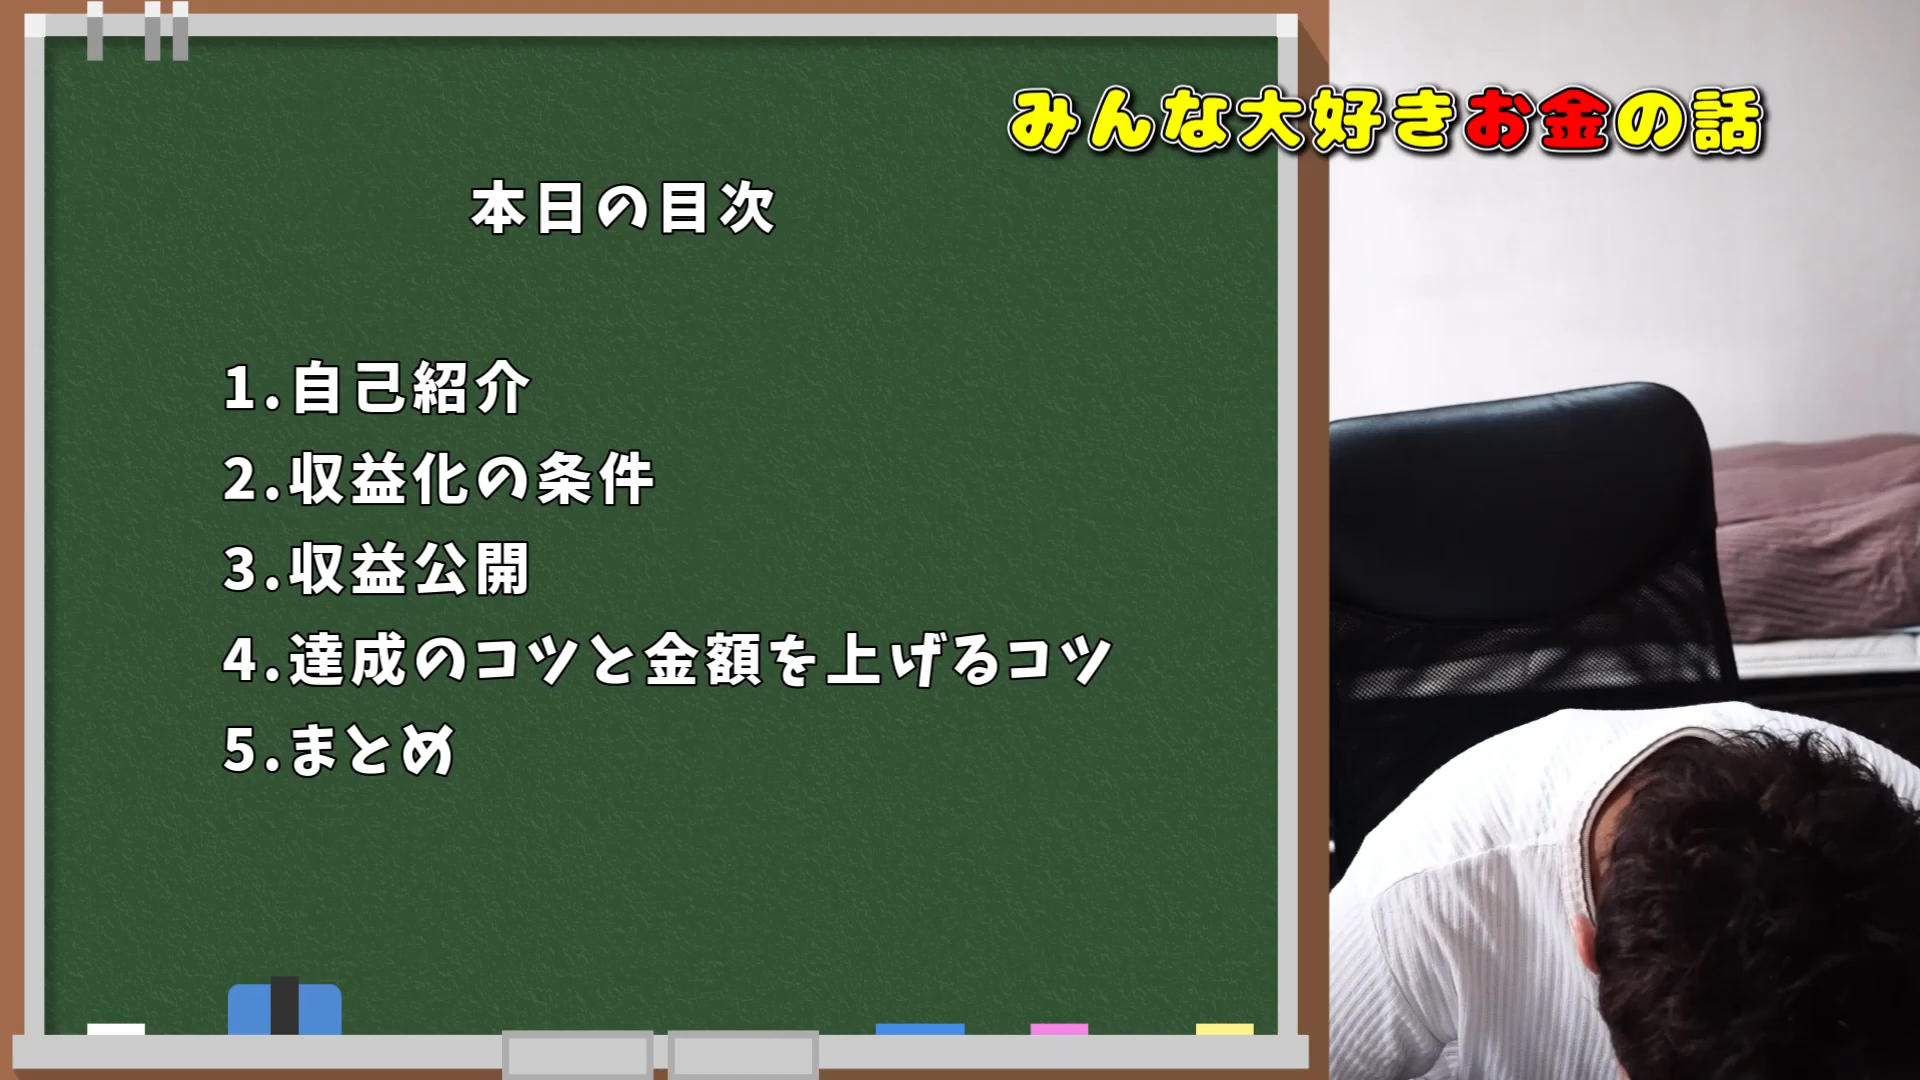 みんな大好きお金の話
本日の目次
1.自己紹介
2.収益化の条件
3.収益公開
4.達成のコツと金額を上げるコツ
5.まとめ